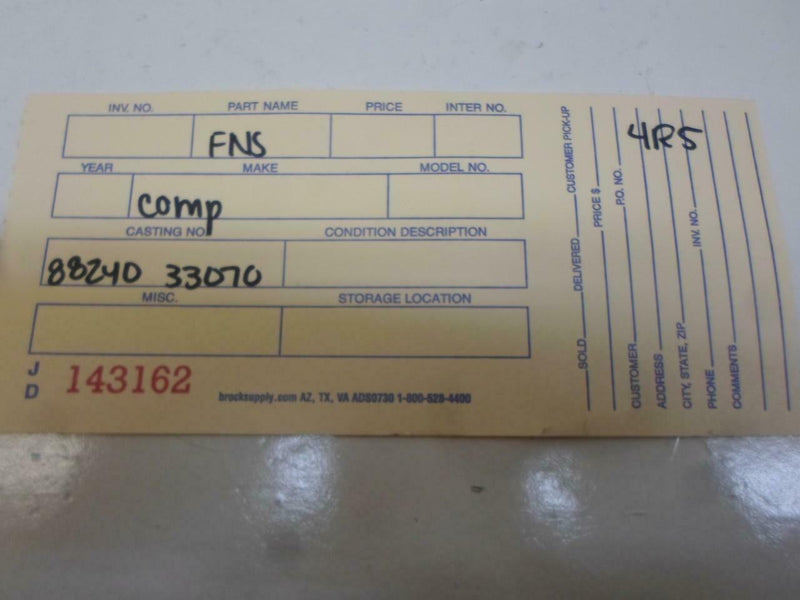 INV. NO. PART NAME PRICE INTER NO.
FNS
YEAR MAKE MODEL NO.
comp
CASTING NO. CONDITION DESCRIPTION
88240 33070
MISC. STORAGE LOCATION
J
D
143162
brocksupply.com AZ, TX, VA ADS0730 1-800-528-4400
SOLD DELIVERED CUSTOMER PICK-UP
PRICE $
P.O. NO.
4R5
CUSTOMER
ADDRESS
CITY, STATE, ZIP
PHONE INV. NO.
COMMENTS